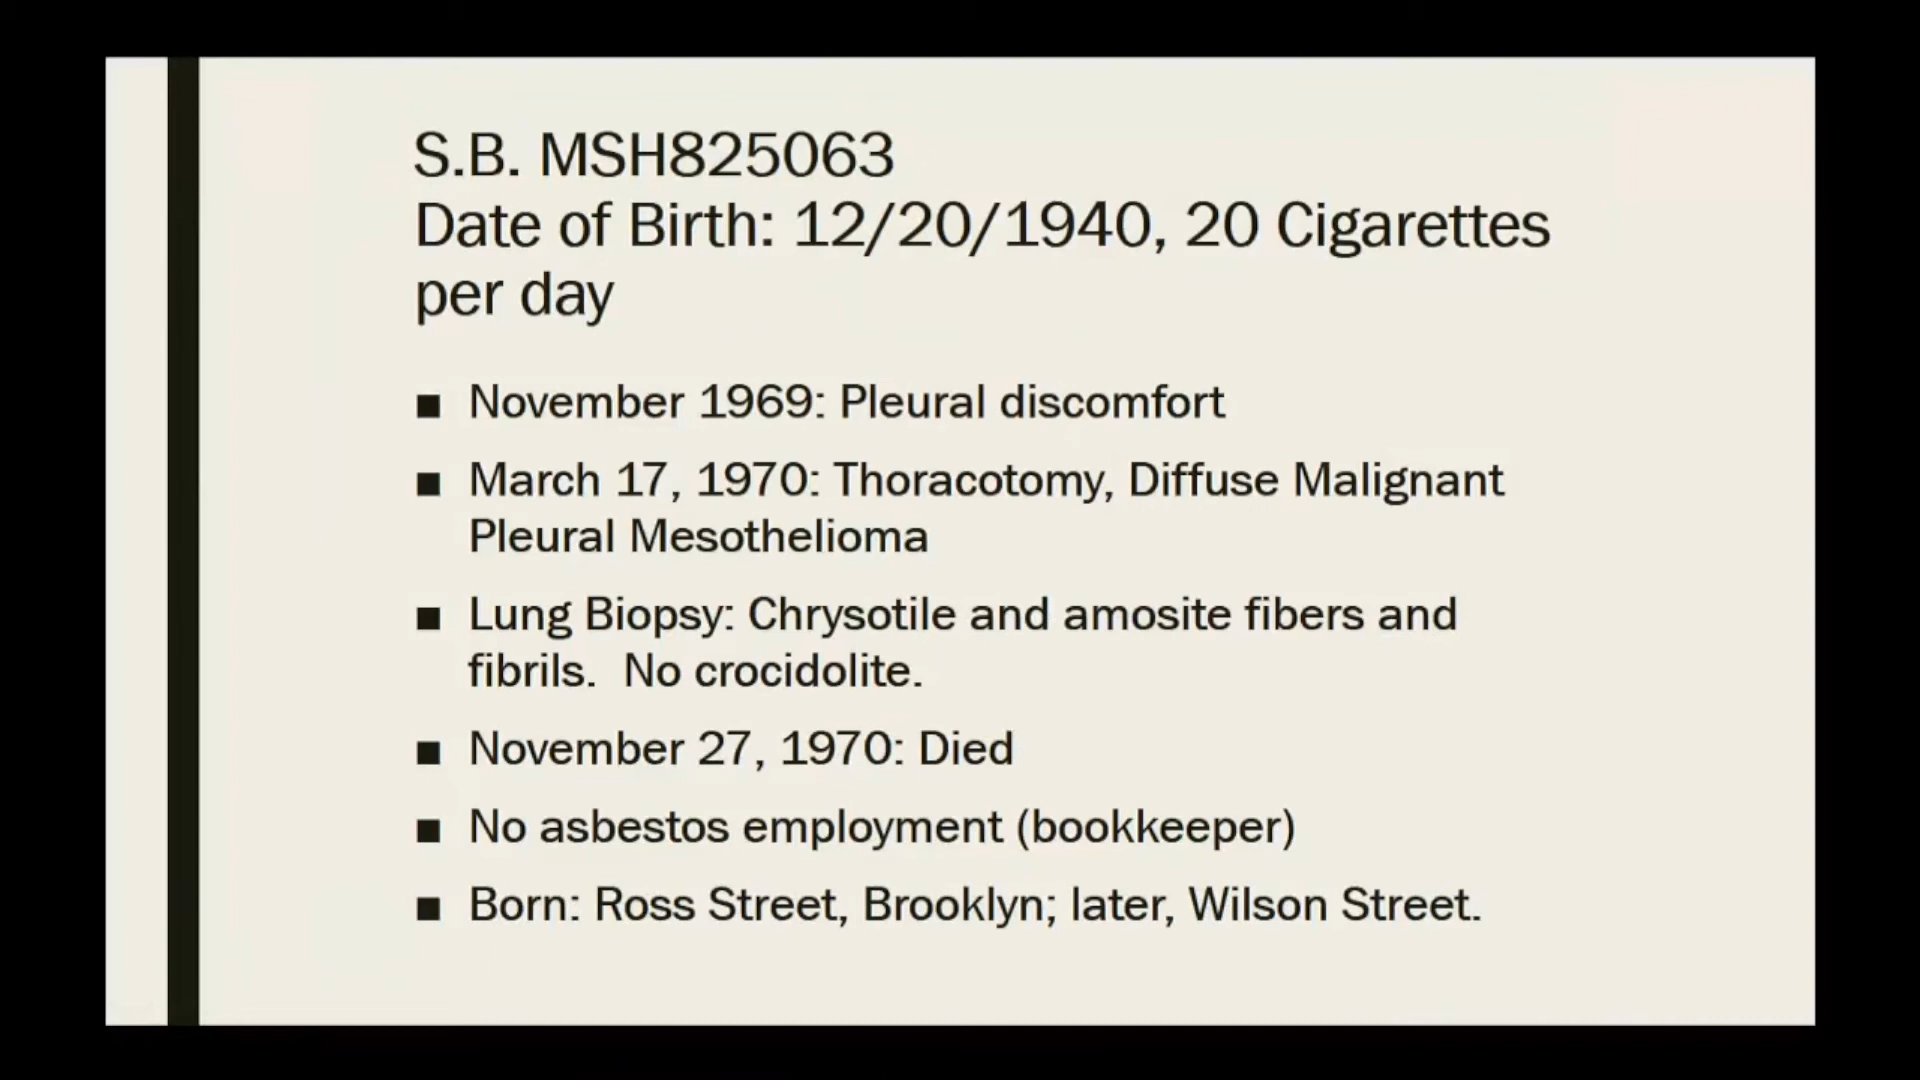 S.B. MSH825063
Date of Birth: 12/20/1940, 20 Cigarettes
per day
■ November 1969: Pleural discomfort
■ March 17, 1970: Thoracotomy, Diffuse Malignant
Pleural Mesothelioma
■ Lung Biopsy: Chrysotile and amosite fibers and
fibrils.  No crocidolite.
■ November 27, 1970: Died
■ No asbestos employment (bookkeeper)
■ Born: Ross Street, Brooklyn; later, Wilson Street.